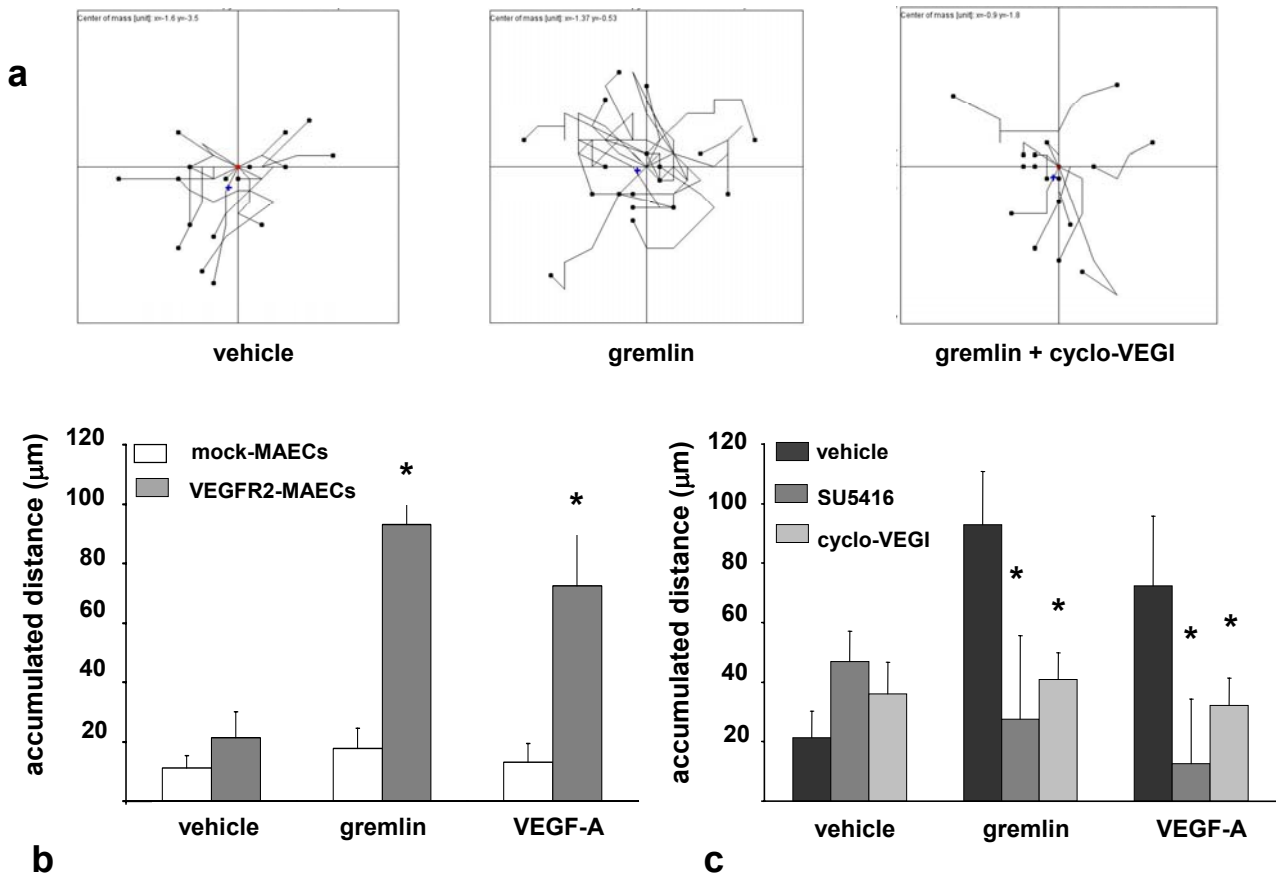 a
Center of mass [unit]: x=-1.6 y=-3.5
Center of mass [unit]: x=-1.37 y=-0.53
Center of mass [unit]: x=-0.9 y=-1.8
vehicle
gremlin
gremlin + cyclo-VEGI
accumulated distance (μm)
120
100
80
60
40
20
mock-MAECs
VEGFR2-MAECs
*
*
vehicle
gremlin
VEGF-A
b
accumulated distance (μm)
120
100
80
60
40
20
vehicle
SU5416
cyclo-VEGI
*
*
*
*
vehicle
gremlin
VEGF-A
c